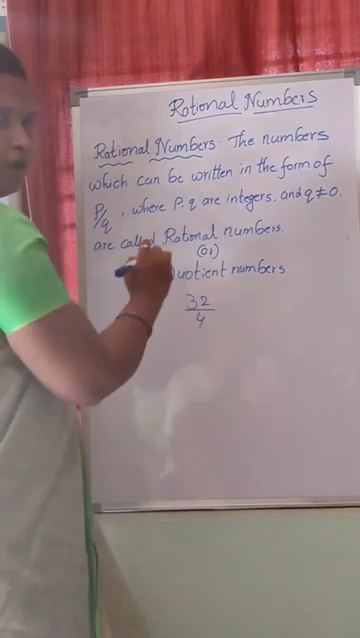 Rational Numbers
Rational Numbers: The numbers
which can be written in the form of
P/q, where P, q are integers, and q ≠ 0.
are called Rational numbers.
(or)
uotient numbers
32
4